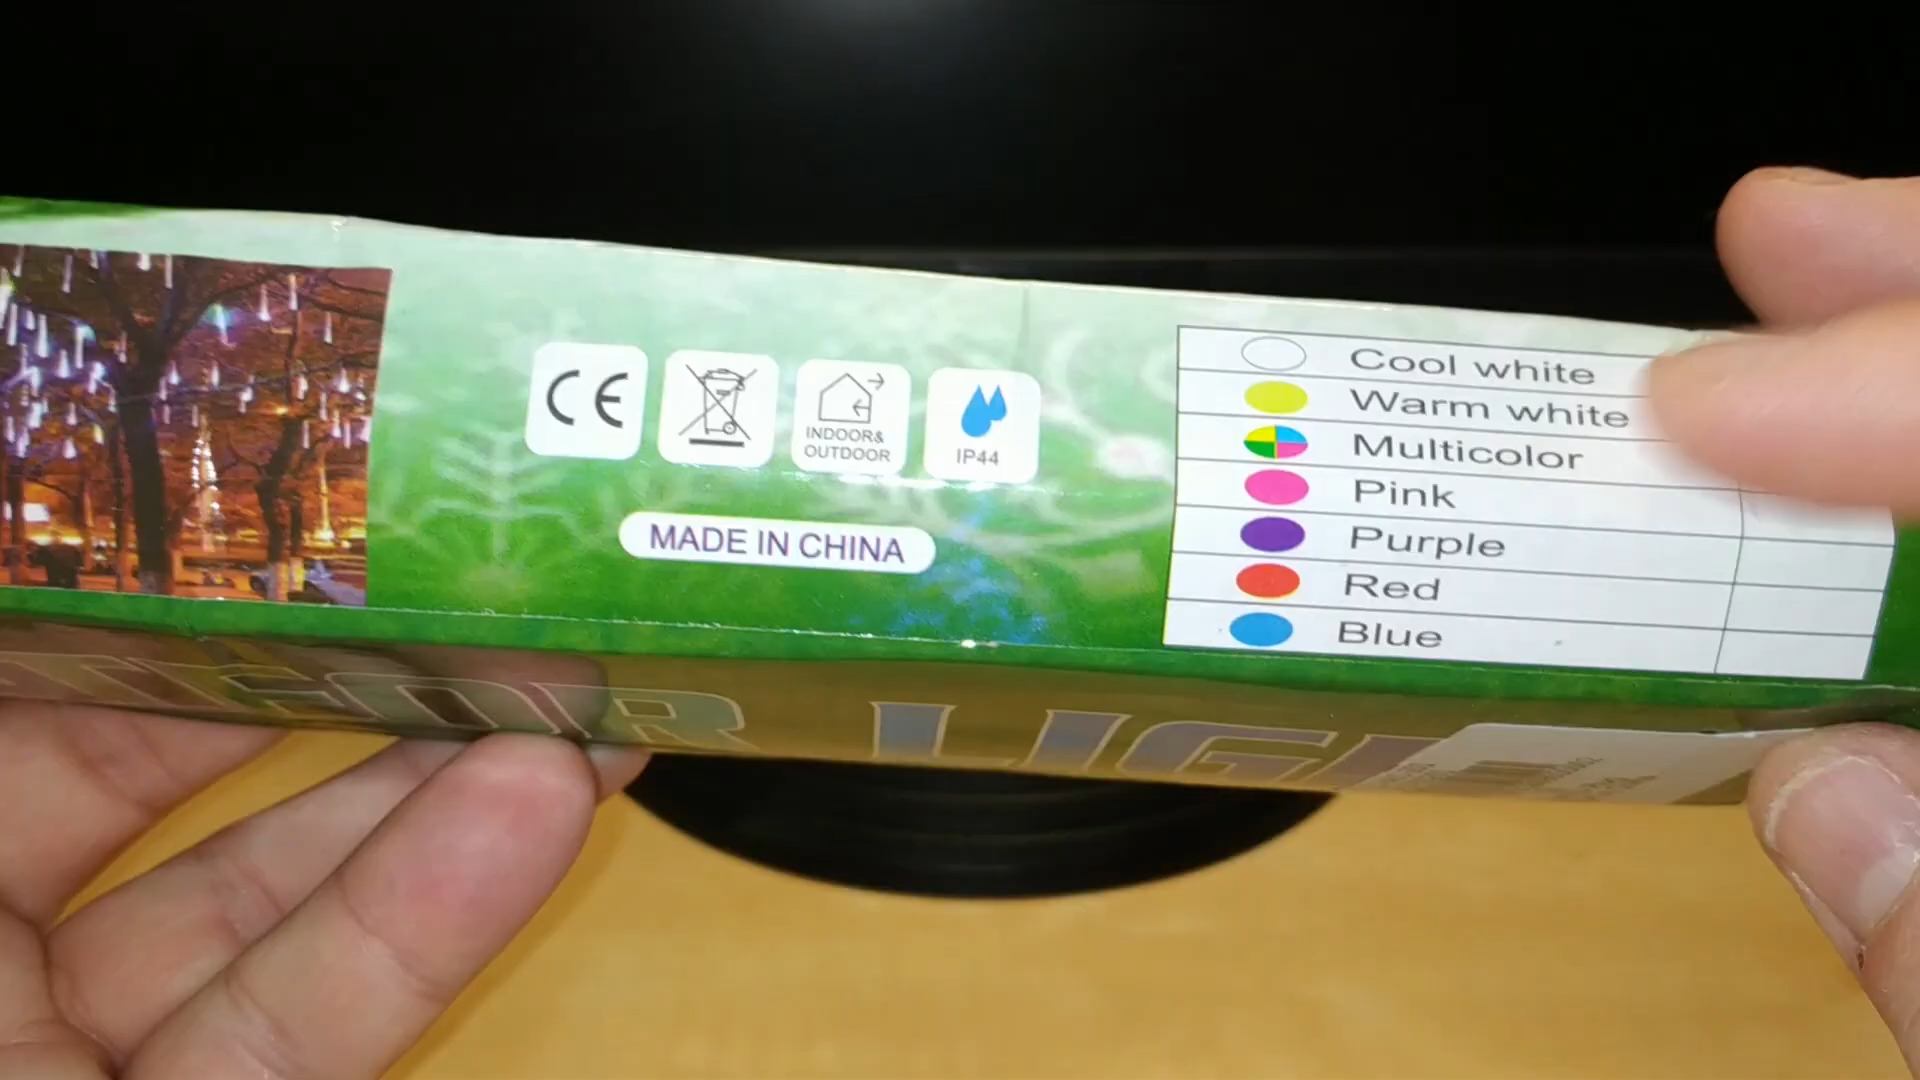 CE
INDOOR&
OUTDOOR
IP44
MADE IN CHINA
Cool white
Warm white
Multicolor
Pink
Purple
Red
Blue